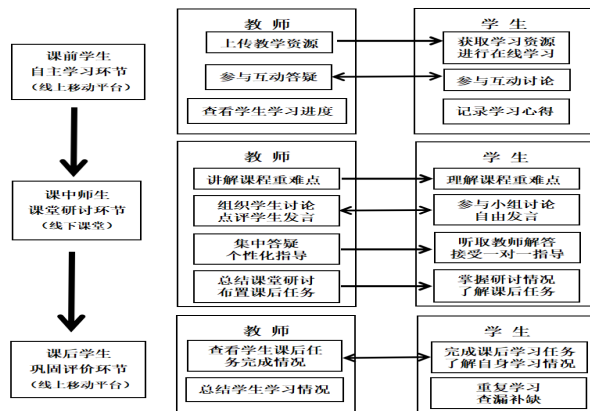 课前学生
自主学习环节
(线上移动平台)
教 师
上传教学资源
参与互动答疑
查看学生学习进度
学 生
获取学习资源
进行在线学习
参与互动讨论
记录学习心得
课中师生
课堂研讨环节
(线下课堂)
教 师
讲解课程重难点
组织学生讨论
点评学生发言
集中答疑
个性化指导
总结课堂研讨
布置课后任务
学 生
理解课程重难点
参与小组讨论
自由发言
听取教师解答
接受一对一指导
掌握研讨情况
了解课后任务
课后学生
巩固评价环节
(线上移动平台)
教 师
查看学生课后任
务完成情况
总结学生学习情况
学 生
完成课后学习任务
了解自身学习情况
重复学习
查漏补缺